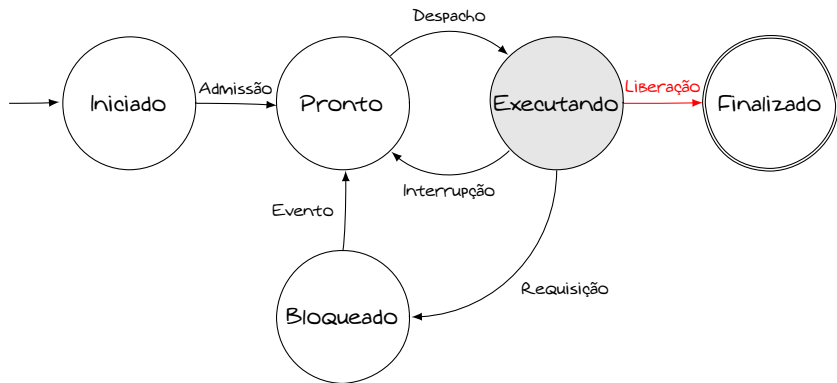 Despacho
Admissão
Liberação
Iniciado
Pronto
Executando
Finalizado
Interrupção
Evento
Requisição
Bloqueado